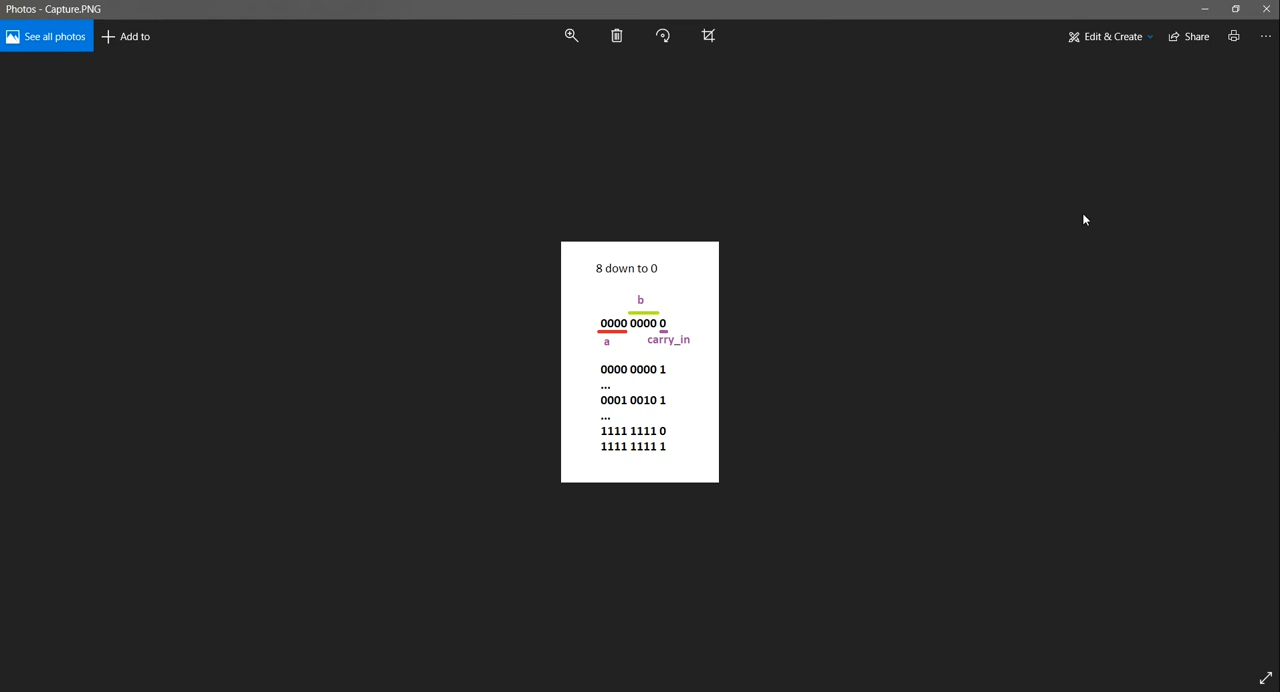 Photos - Capture.PNG
See all photos
Add to
Edit & Create
Share
8 down to 0
b
0000 0000 0
a
carry_in
0000 0000 1
...
0001 0010 1
...
1111 1111 0
1111 1111 1